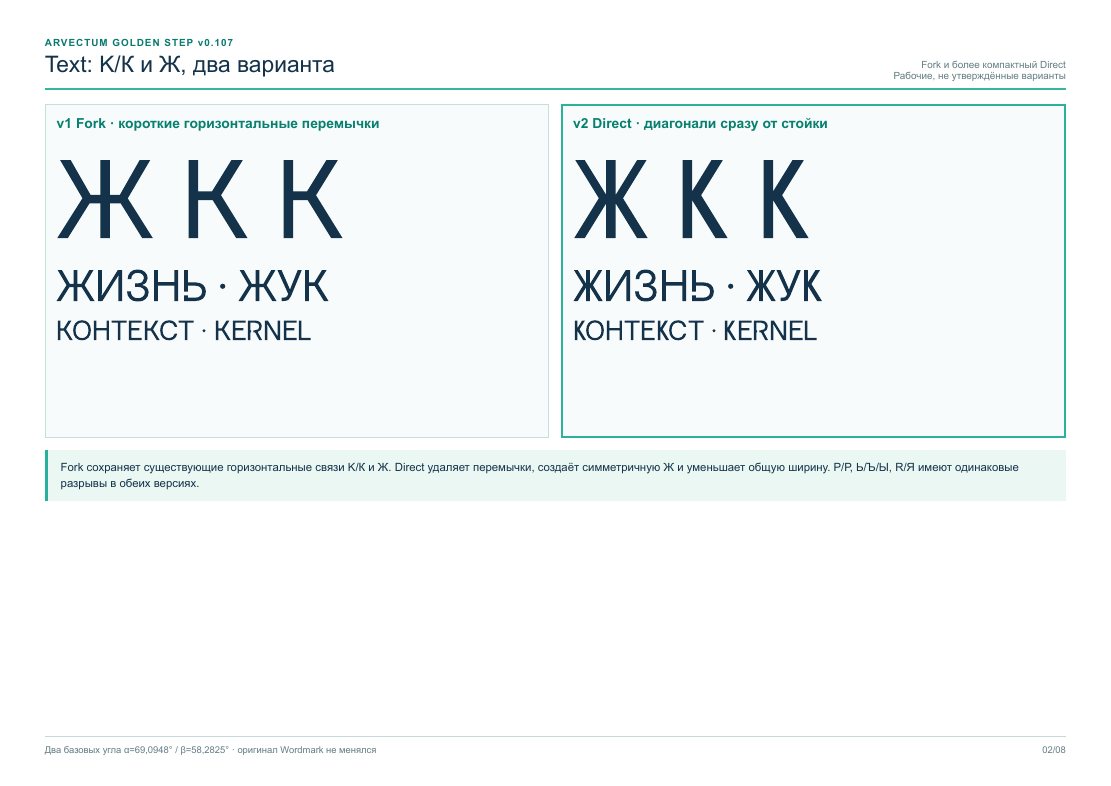 ARVECTUM GOLDEN STEP v0.107
Text: K/К и Ж, два варианта
Fork и более компактный Direct
Рабочие, не утверждённые варианты
v1 Fork · короткие горизонтальные перемычки
Ж К K
ЖИЗНЬ · ЖУК
КОНТЕКСТ · KERNEL
v2 Direct · диагонали сразу от стойки
Ж К K
ЖИЗНЬ · ЖУК
КОНТЕКСТ · KERNEL
Fork сохраняет существующие горизонтальные связи K/К и Ж. Direct удаляет перемычки, создаёт симметричную Ж и уменьшает общую ширину. P/Р, Ь/Ъ/Ы, R/Я имеют одинаковые
разрывы в обеих версиях.
Два базовых угла α=69,0948° / β=58,2825° · оригинал Wordmark не менялся
02/08